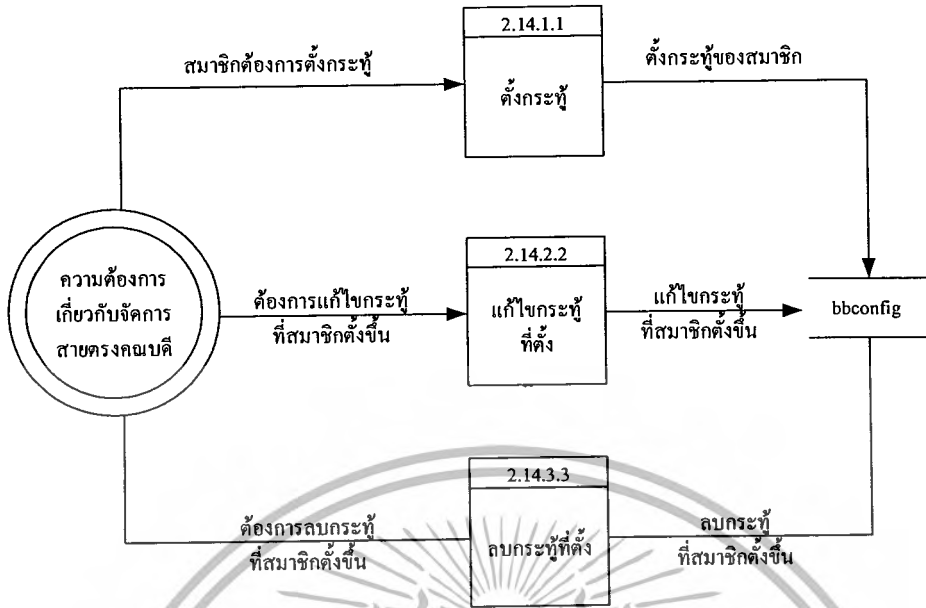 2.14.1.1
สมาชิกต้องการตั้งกระทู้
ตั้งกระทู้
ตั้งกระทู้ของสมาชิก
ความต้องการ
เกี่ยวกับจัดการ
สายตรงคณบดี
ต้องการแก้ไขกระทู้
ที่สมาชิกตั้งขึ้น
2.14.2.2
แก้ไขกระทู้
ที่ตั้ง
แก้ไขกระทู้
ที่สมาชิกตั้งขึ้น
bbconfig
ต้องการลบกระทู้
ที่สมาชิกตั้งขึ้น
2.14.3.3
ลบกระทู้ที่ตั้ง
ลบกระทู้
ที่สมาชิกตั้งขึ้น